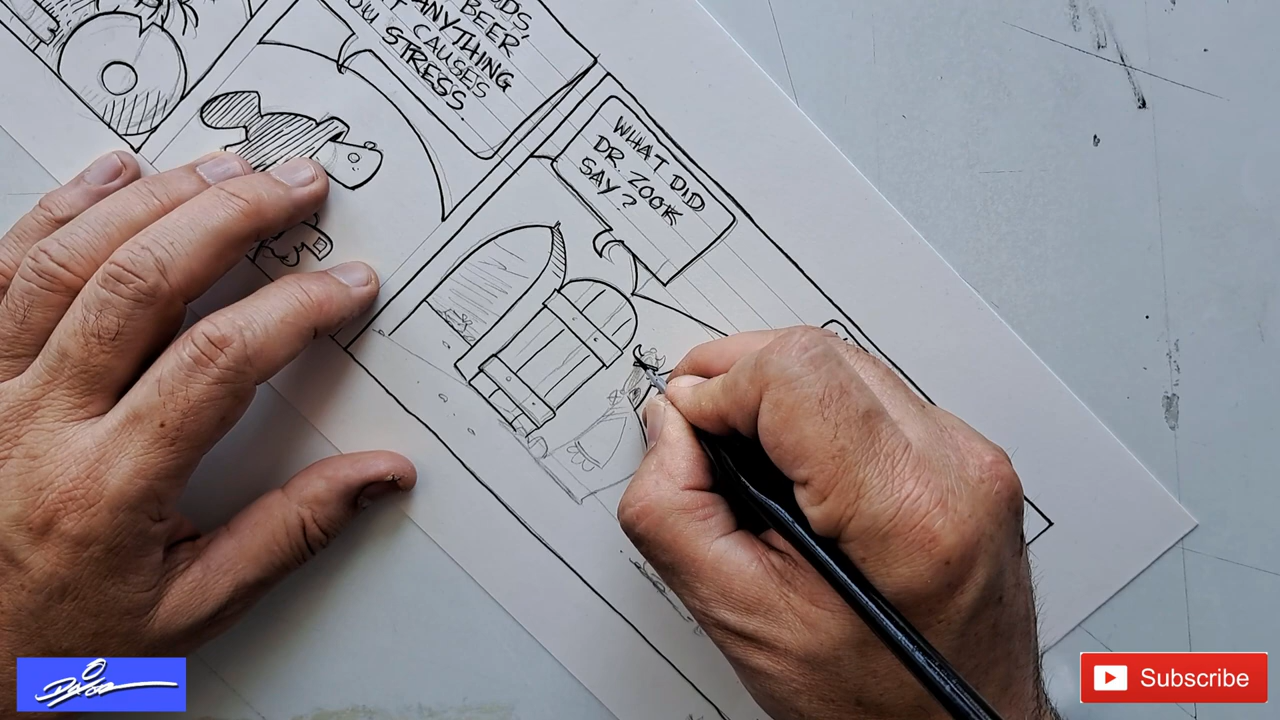 BEER,
ANYTHING
CAUSES
STRESS.
WHAT DID
DR. ZOOK
SAY?
Subscribe